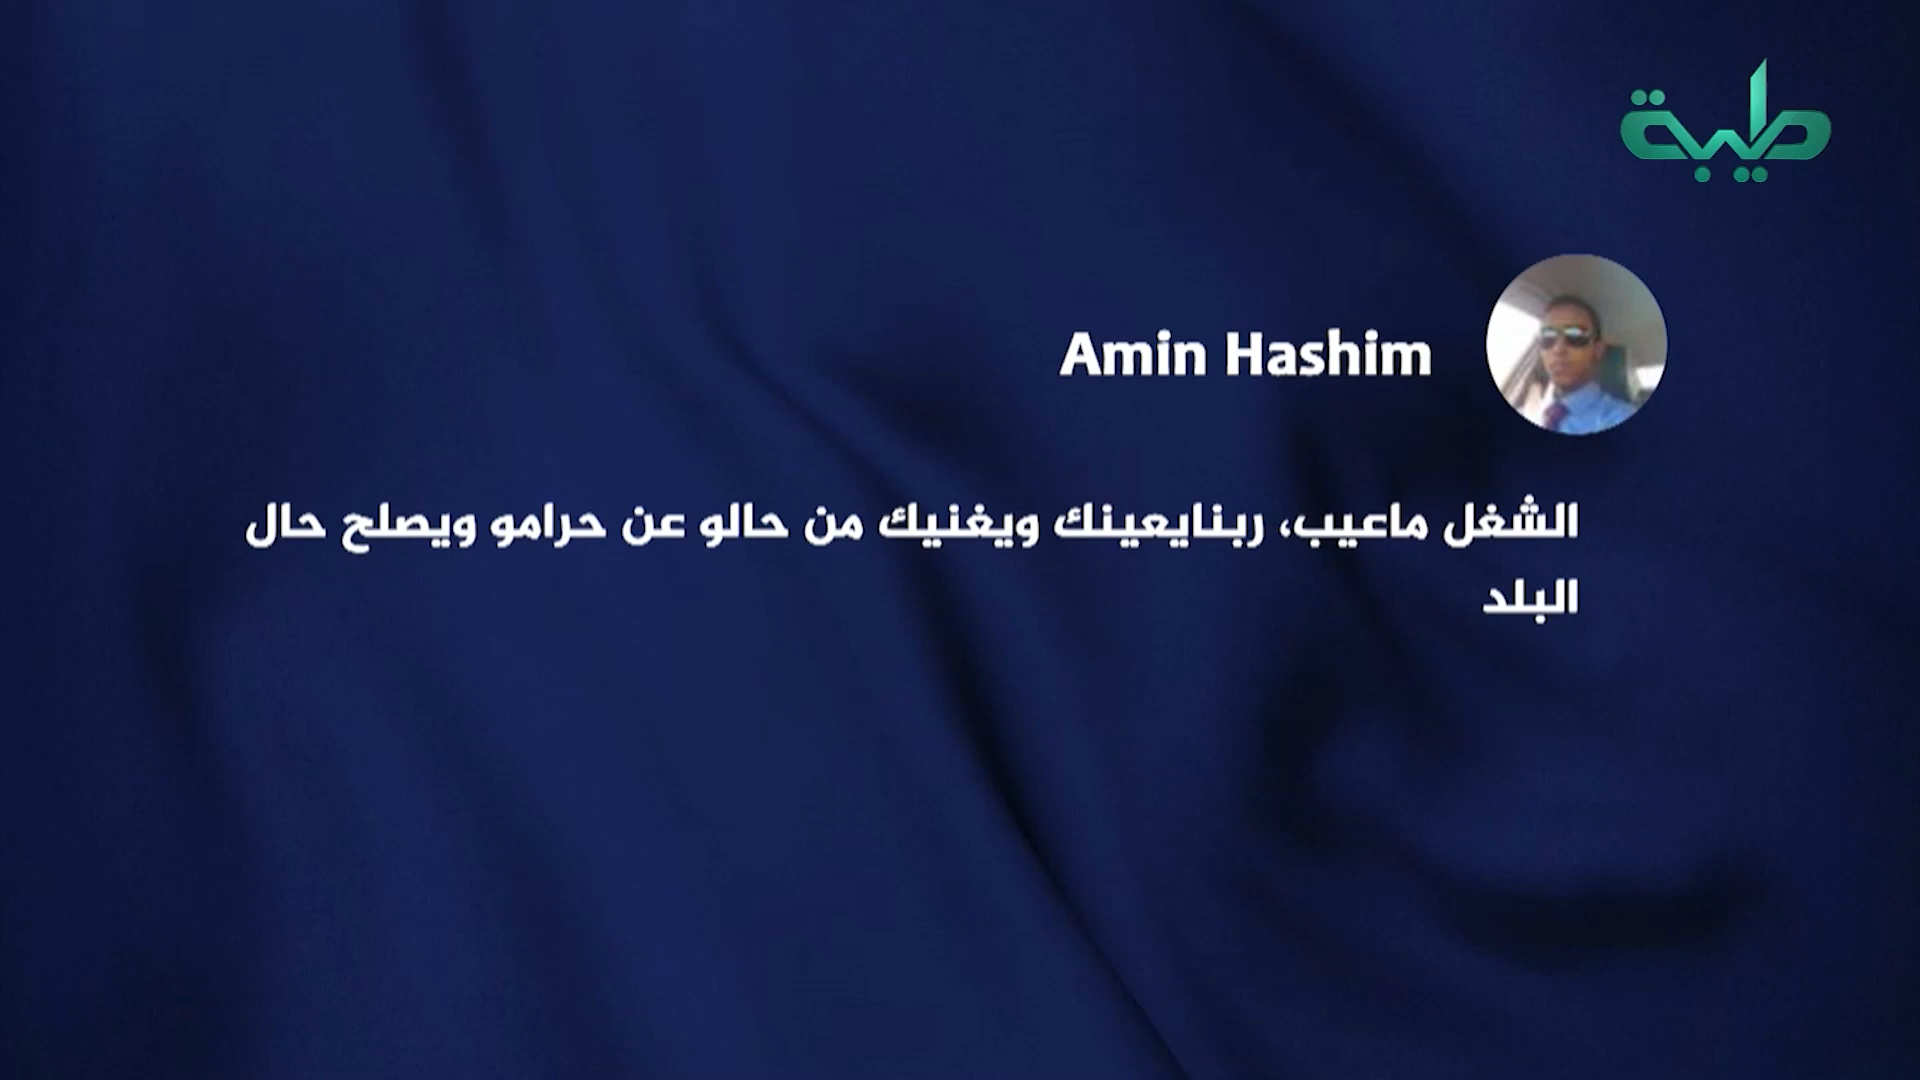 طيبة
Amin Hashim
الشغل ماعيب، ربنايعينك ويغنيك من حالو عن حرامو ويصلح حال
البلد